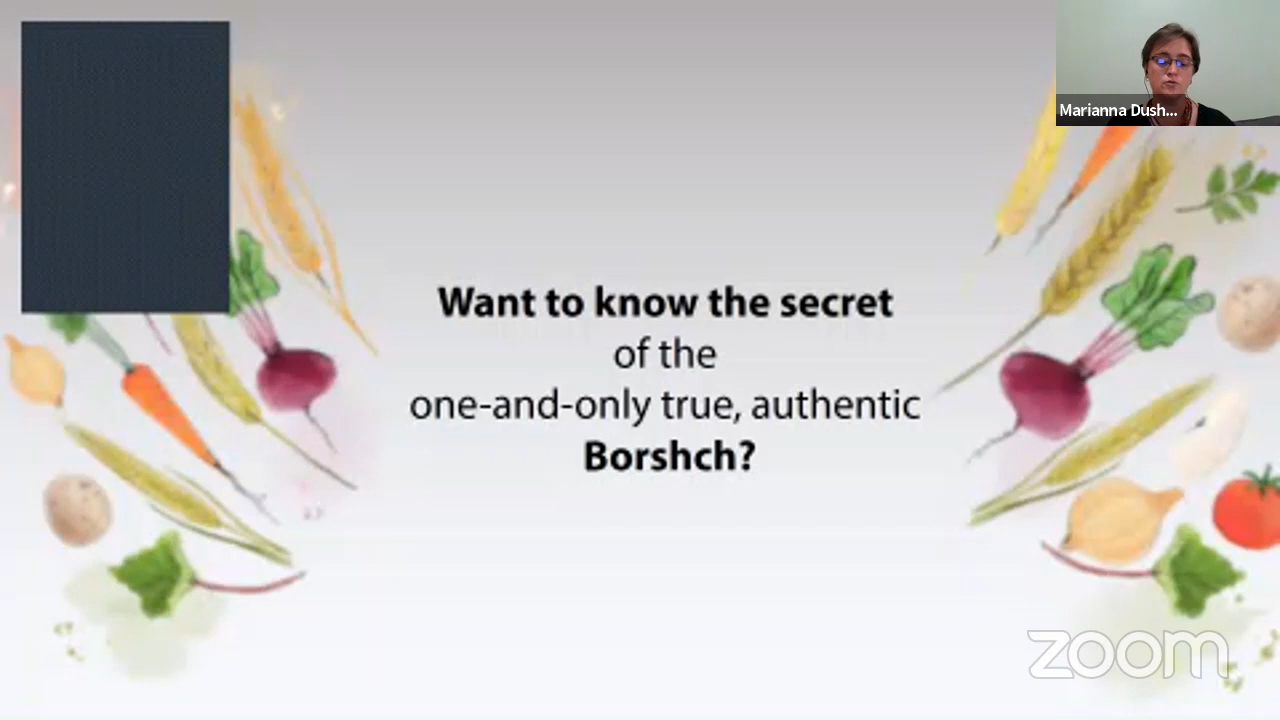 Marianna Dush...
Want to know the secret
of the
one-and-only true, authentic
Borshch?
zoom